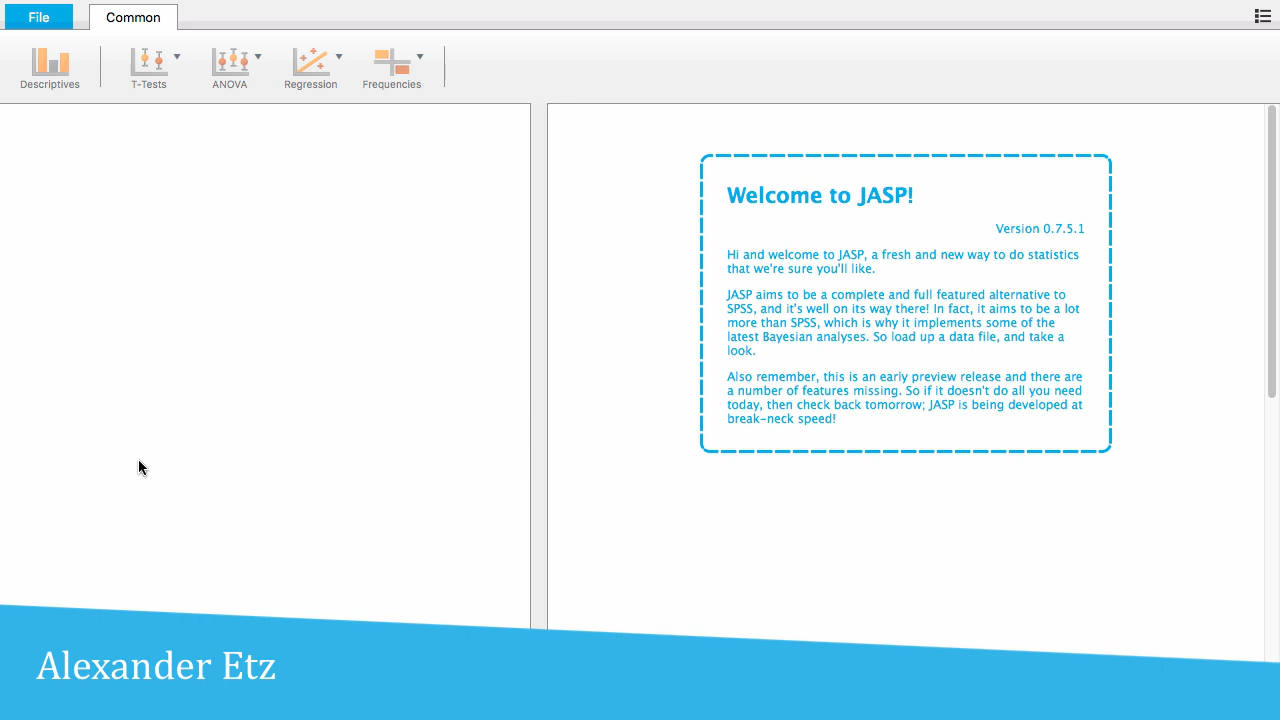 File
Common
Descriptives
T-Tests
ANOVA
Regression
Frequencies
Welcome to JASP!
Version 0.7.5.1
Hi and welcome to JASP, a fresh and new way to do statistics
that we're sure you'll like.
JASP aims to be a complete and full featured alternative to
SPSS, and it's well on its way there! In fact, it aims to be a lot
more than SPSS, which is why it implements some of the
latest Bayesian analyses. So load up a data file, and take a
look.
Also remember, this is an early preview release and there are
a number of features missing. So if it doesn't do all you need
today, then check back tomorrow; JASP is being developed at
break-neck speed!
Alexander Etz